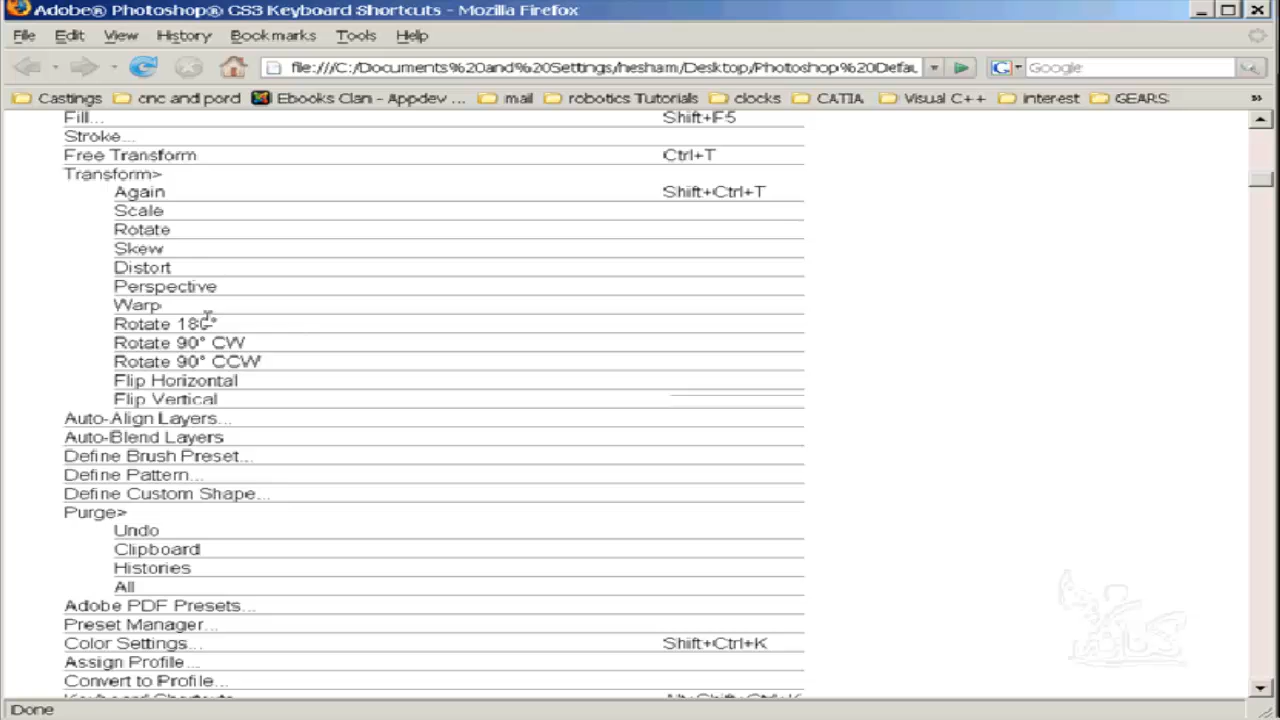 Adobe® Photoshop® CS3 Keyboard Shortcuts - Mozilla Firefox
File Edit View History Bookmarks Tools Help
file:///C:/Documents%20and%20Settings/hesham/Desktop/Photoshop%20Defau Google
Castings cnc and pord Ebooks Clan - Appdev ... mail robotics Tutorials clocks CATIA Visual C++ interest GEARS »
Fill... Shift+F5
Stroke...
Free Transform Ctrl+T
Transform>
Again Shift+Ctrl+T
Scale
Rotate
Skew
Distort
Perspective
Warp
Rotate 180°
Rotate 90° CW
Rotate 90° CCW
Flip Horizontal
Flip Vertical
Auto-Align Layers...
Auto-Blend Layers
Define Brush Preset...
Define Pattern...
Define Custom Shape...
Purge>
Undo
Clipboard
Histories
All
Adobe PDF Presets...
Preset Manager...
Color Settings... Shift+Ctrl+K
Assign Profile...
Convert to Profile...
Keyboard Shortcuts... Alt+Shift+Ctrl+K
Done